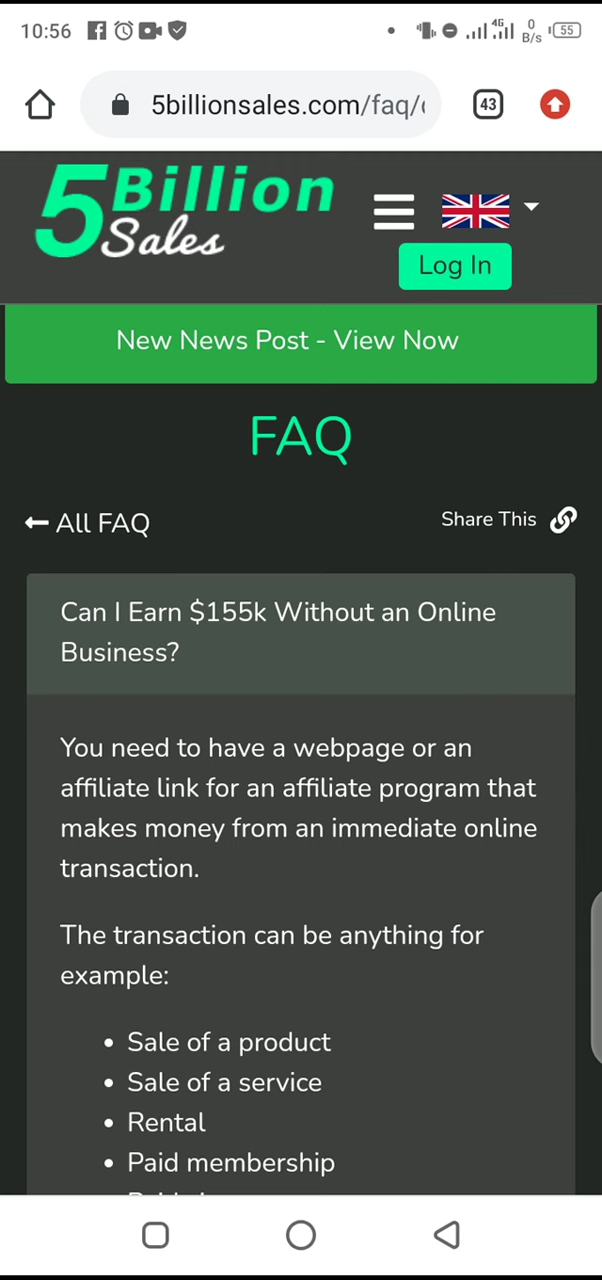 10:56
4G
0
B/s
55
5billionsales.com/faq/
43
5Billion
Sales
Log In
New News Post - View Now
FAQ
All FAQ
Share This
Can I Earn $155k Without an Online
Business?
You need to have a webpage or an
affiliate link for an affiliate program that
makes money from an immediate online
transaction.
The transaction can be anything for
example:
• Sale of a product
• Sale of a service
• Rental
• Paid membership